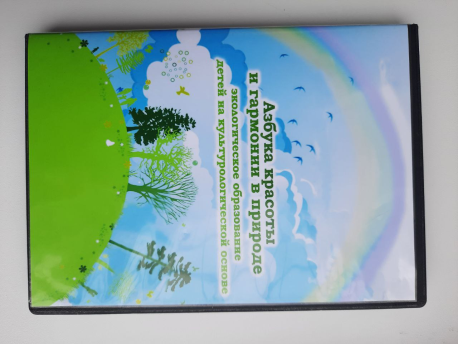 Азбука красоты
и гармонии в природе
экологическое образование
детей на культурологической основе